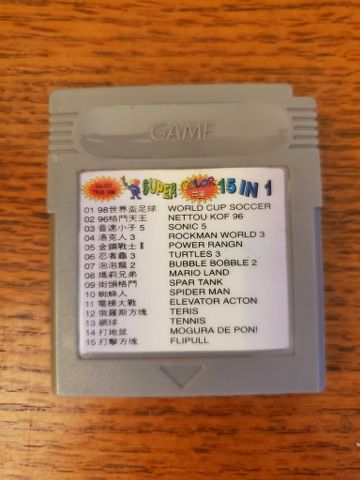 GAME
SUPER COLOR 15 IN 1
01 98世界盃足球 WORLD CUP SOCCER
02 96格鬥天王 NETTOU KOF 96
03 音速小子 5 SONIC 5
04 洛克人 3 ROCKMAN WORLD 3
05 金鋼戰士 II POWER RANGN
06 忍者龜 3 TURTLES 3
07 泡泡龍 2 BUBBLE BOBBLE 2
08 瑪莉兄弟 MARIO LAND
09 街頭格鬥 SPAR TANK
10 蜘蛛人 SPIDER MAN
11 電梯大戰 ELEVATOR ACTON
12 俄羅斯方塊 TERIS
13 網球 TENNIS
14 打地鼠 MOGURA DE PONI
15 打擊方塊 FLIPULL